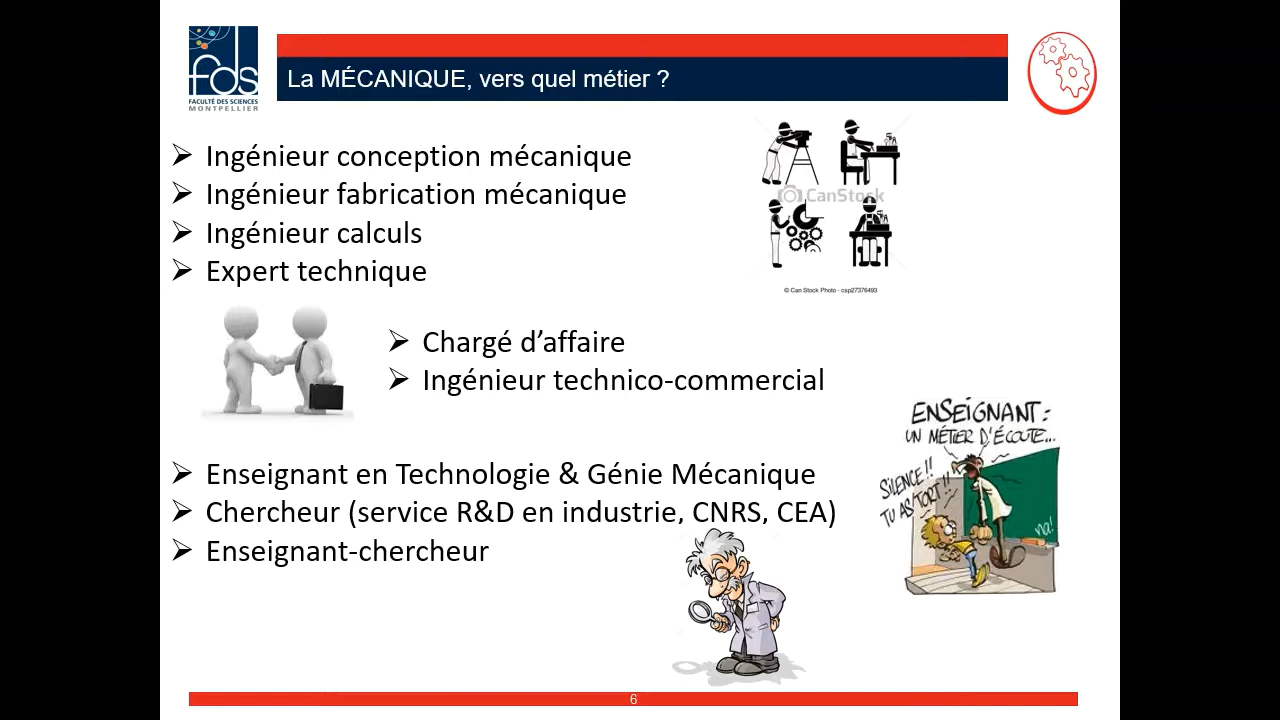 fds
FACULTÉ DES SCIENCES
MONTPELLIER
La MÉCANIQUE, vers quel métier ?
Ingénieur conception mécanique
Ingénieur fabrication mécanique
Ingénieur calculs
Expert technique
CanStock
© Can Stock Photo - csp27376493
Chargé d’affaire
Ingénieur technico-commercial
ENSEIGNANT :
UN MÉTIER D'ÉCOUTE...
SILENCE !!
TU AS TORT !!
na!
Enseignant en Technologie & Génie Mécanique
Chercheur (service R&D en industrie, CNRS, CEA)
Enseignant-chercheur
6